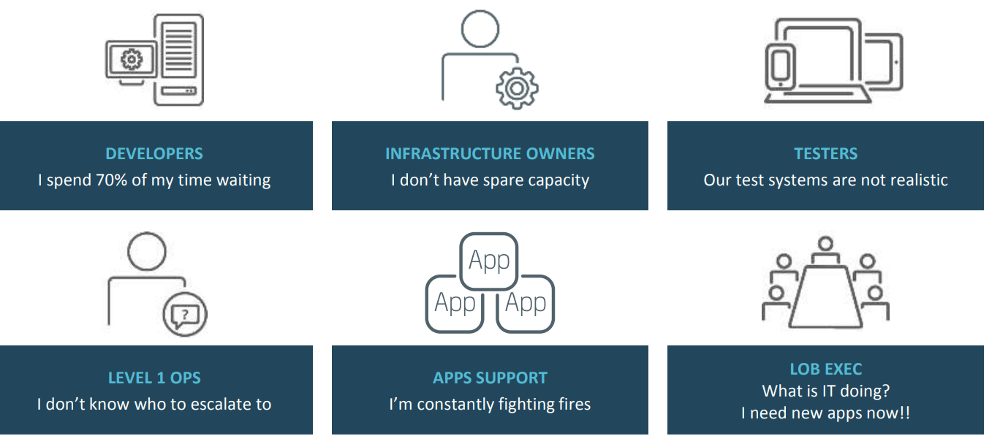 DEVELOPERS
I spend 70% of my time waiting
INFRASTRUCTURE OWNERS
I don’t have spare capacity
TESTERS
Our test systems are not realistic
?
LEVEL 1 OPS
I don’t know who to escalate to
App
App
App
APPS SUPPORT
I’m constantly fighting fires
LOB EXEC
What is IT doing?
I need new apps now!!